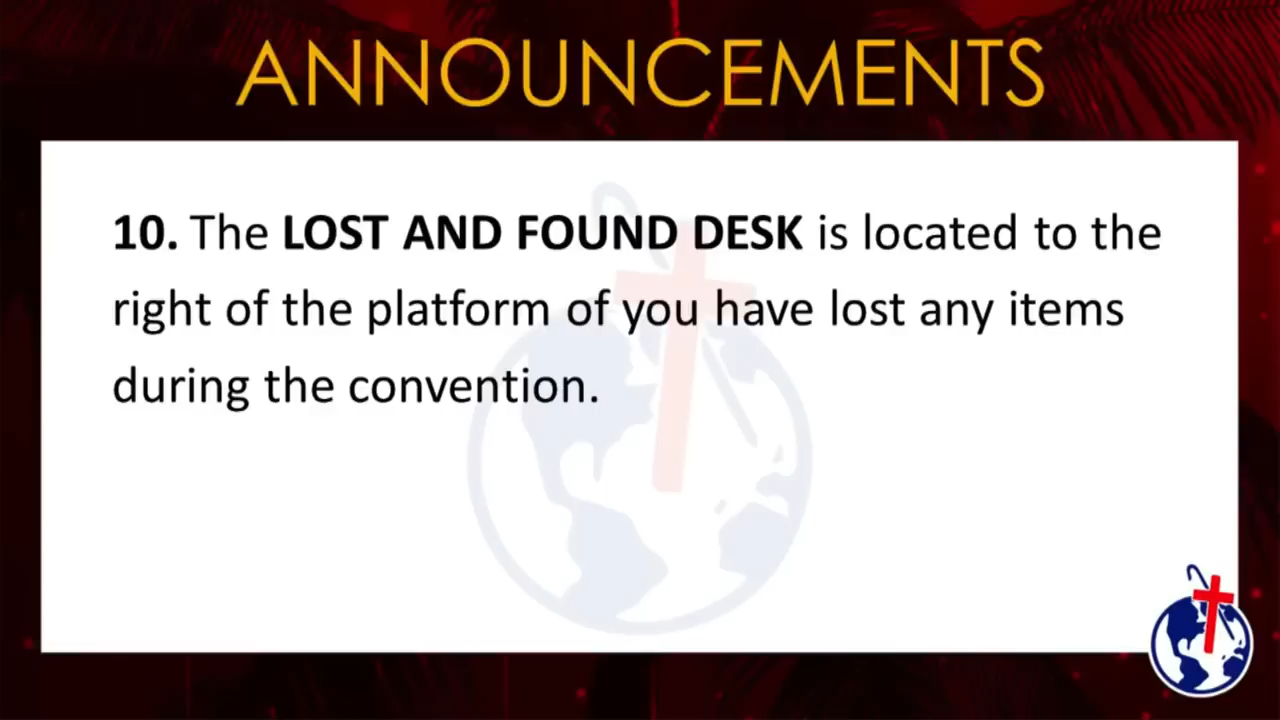 ANNOUNCEMENTS
10. The LOST AND FOUND DESK is located to the
right of the platform of you have lost any items
during the convention.